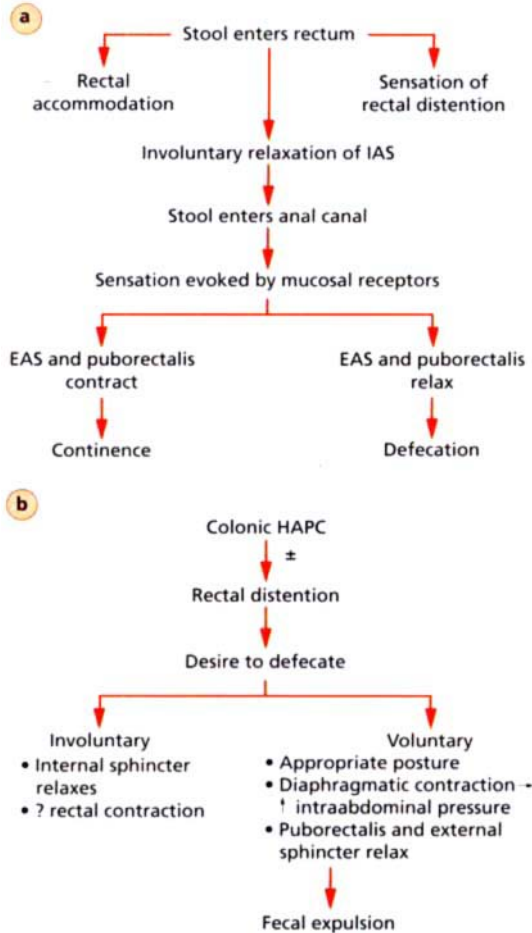 a
Stool enters rectum
Rectal
accommodation
Sensation of
rectal distention
Involuntary relaxation of IAS
Stool enters anal canal
Sensation evoked by mucosal receptors
EAS and puborectalis
contract
EAS and puborectalis
relax
Continence
Defecation
b
Colonic HAPC
±
Rectal distention
Desire to defecate
Involuntary
• Internal sphincter
relaxes
• ? rectal contraction
Voluntary
• Appropriate posture
• Diaphragmatic contraction →
↑ intraabdominal pressure
• Puborectalis and external
sphincter relax
Fecal expulsion